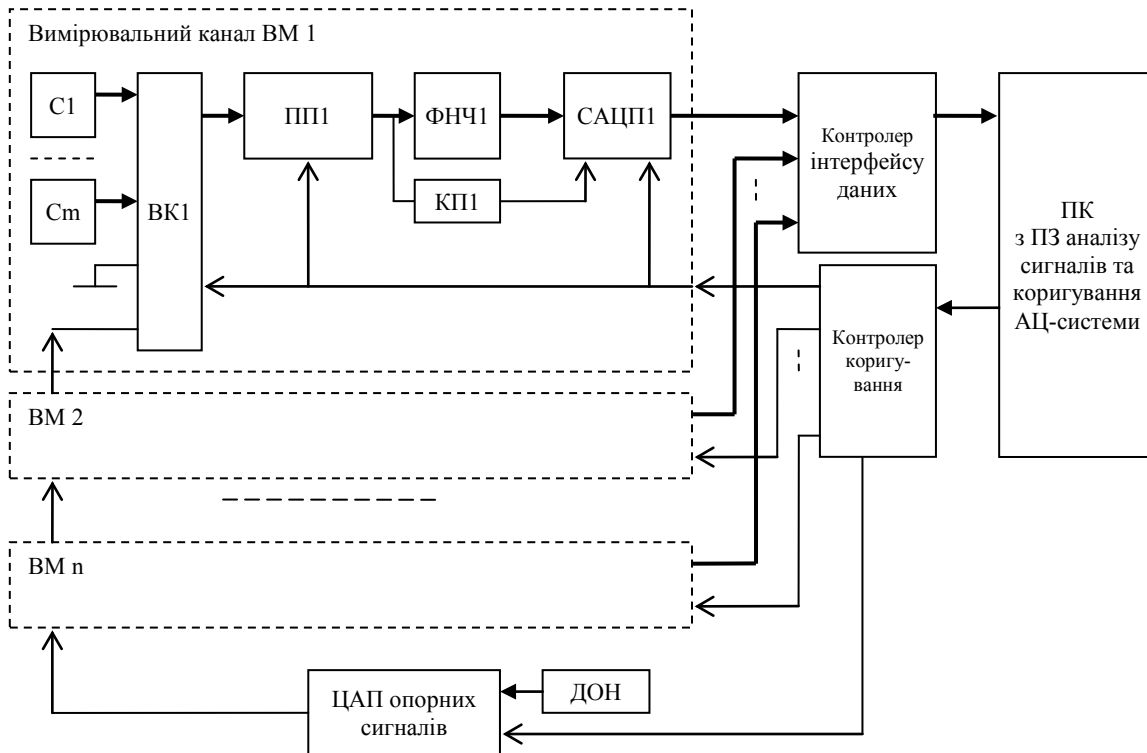 Вимірювальний канал ВМ 1
С1
Cm
ВК1
ПП1
ФНЧ1
САЦП1
КП1
Контролер
інтерфейсу
даних
ПК
з ПЗ аналізу
сигналів та
коригування
АЦ-системи
Контролер
коригу-
вання
ВМ 2
ВМ n
ЦАП опорних
сигналів
ДОН